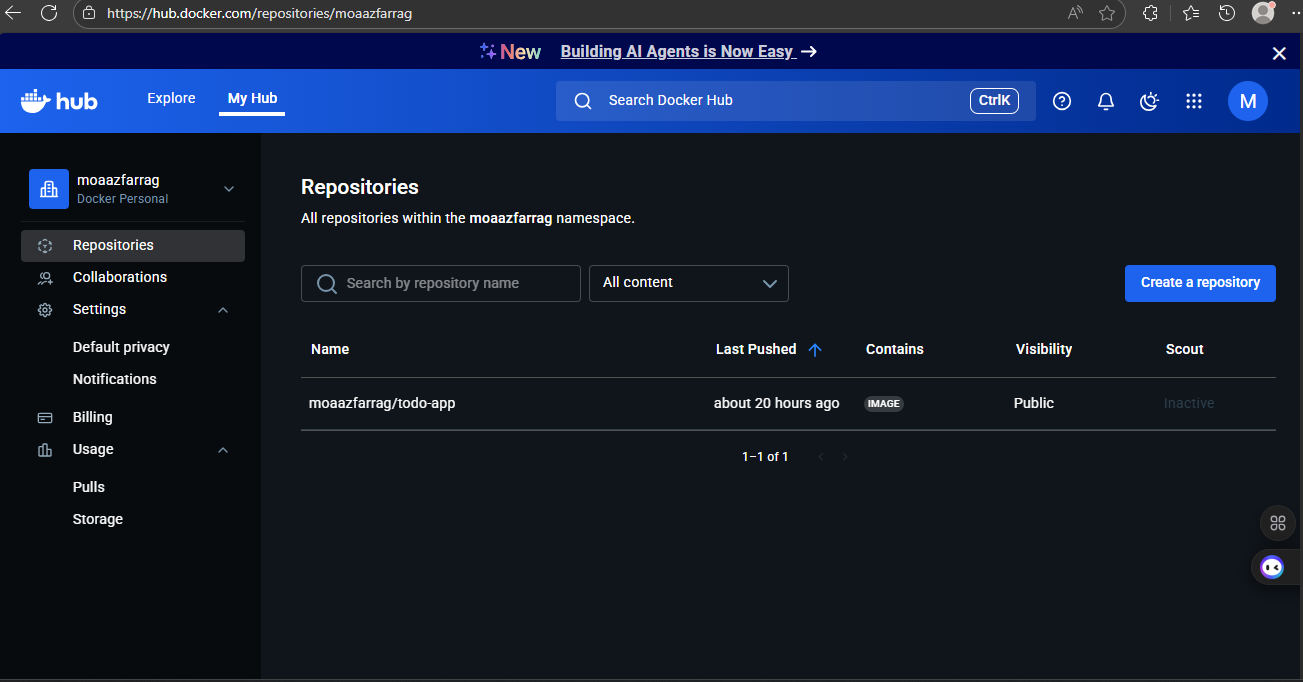 https://hub.docker.com/repositories/moaazfarrag
New Building AI Agents is Now Easy →
hub Explore My Hub Search Docker Hub CtrlK M
moaazfarrag
Docker Personal
Repositories
Collaborations
Settings
Default privacy
Notifications
Billing
Usage
Pulls
Storage
Repositories
All repositories within the moaazfarrag namespace.
Search by repository name All content Create a repository
Name Last Pushed Contains Visibility Scout
moaazfarrag/todo-app about 20 hours ago IMAGE Public Inactive
1–1 of 1